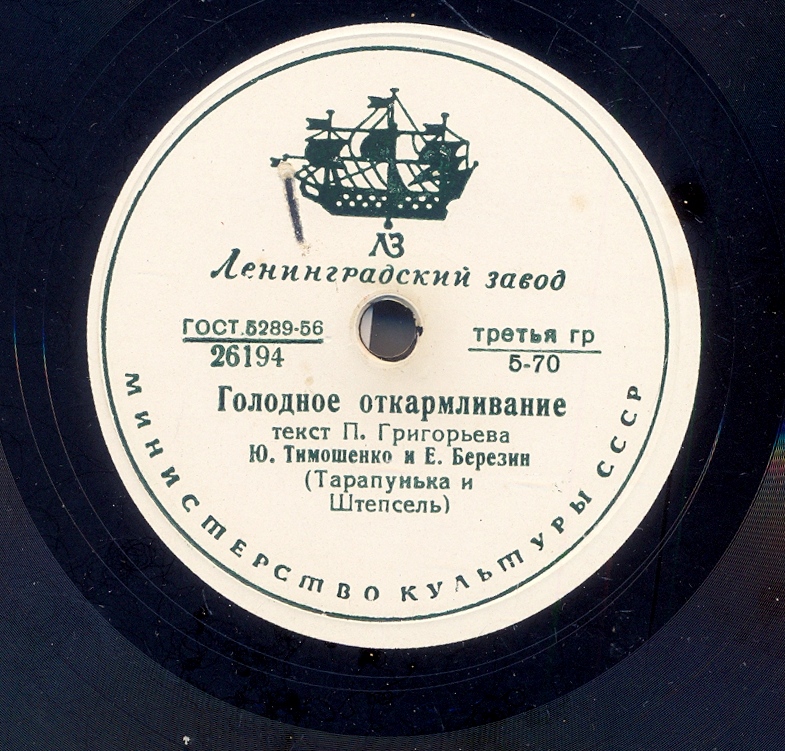 ЛЗ
Ленинградский завод
ГОСТ.5289-56
26194
третья гр
5-70
Голодное откармливание
текст П. Григорьева
Ю. Тимошенко и Е. Березин
(Тарапунька и
Штепсель)
МИНИСТЕРСТВО КУЛЬТУРЫ СССР